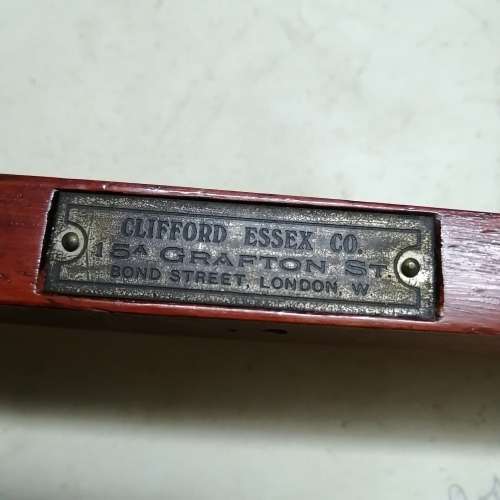 CLIFFORD ESSEX CO.
15A GRAFTON ST.
BOND STREET, LONDON, W